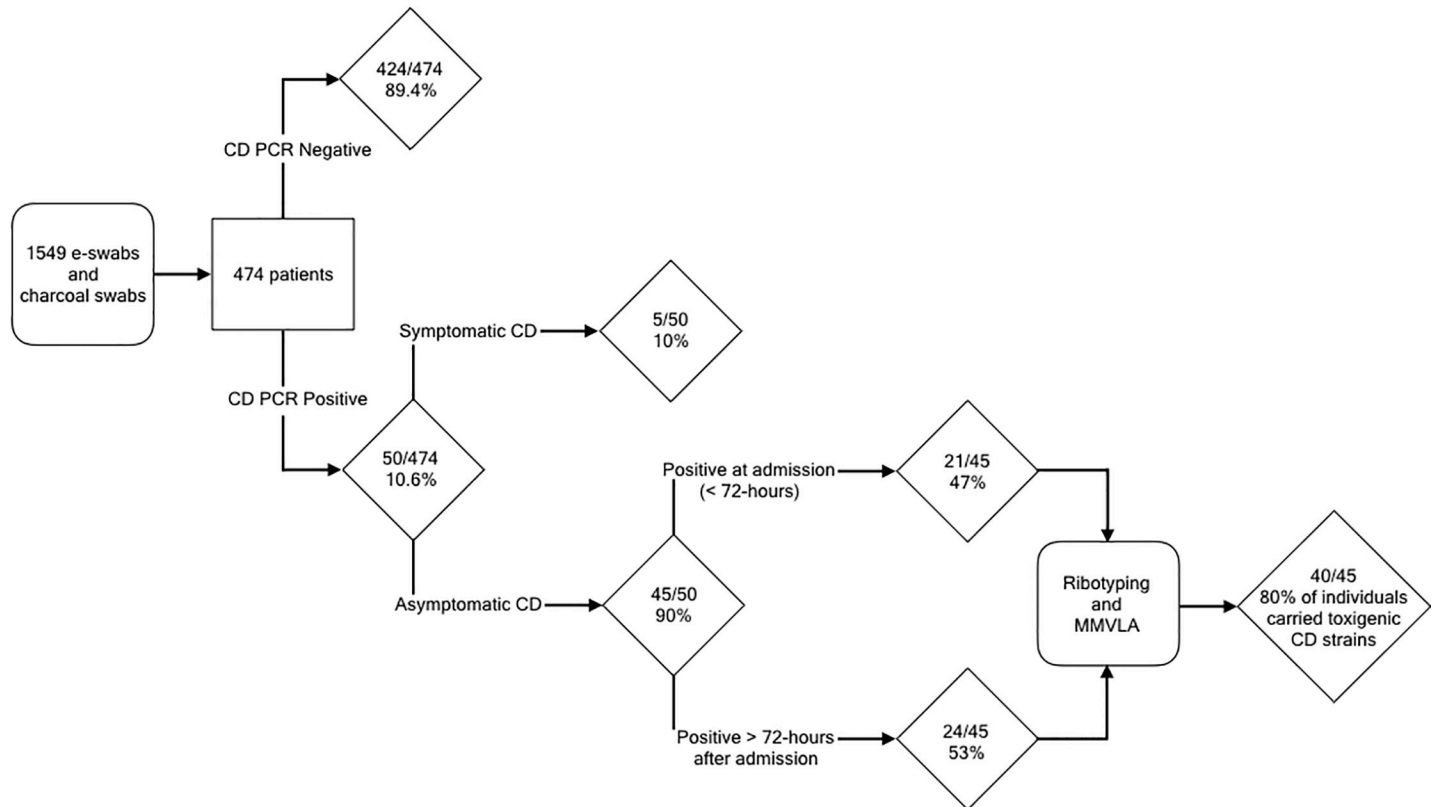 424/474
89.4%
CD PCR Negative
1549 e-swabs
and
charcoal swabs
474 patients
CD PCR Positive
50/474
10.6%
Symptomatic CD
5/50
10%
Asymptomatic CD
45/50
90%
Positive at admission
(< 72-hours)
21/45
47%
Positive > 72-hours
after admission
24/45
53%
Ribotyping
and
MMVLA
40/45
80% of individuals
carried toxigenic
CD strains